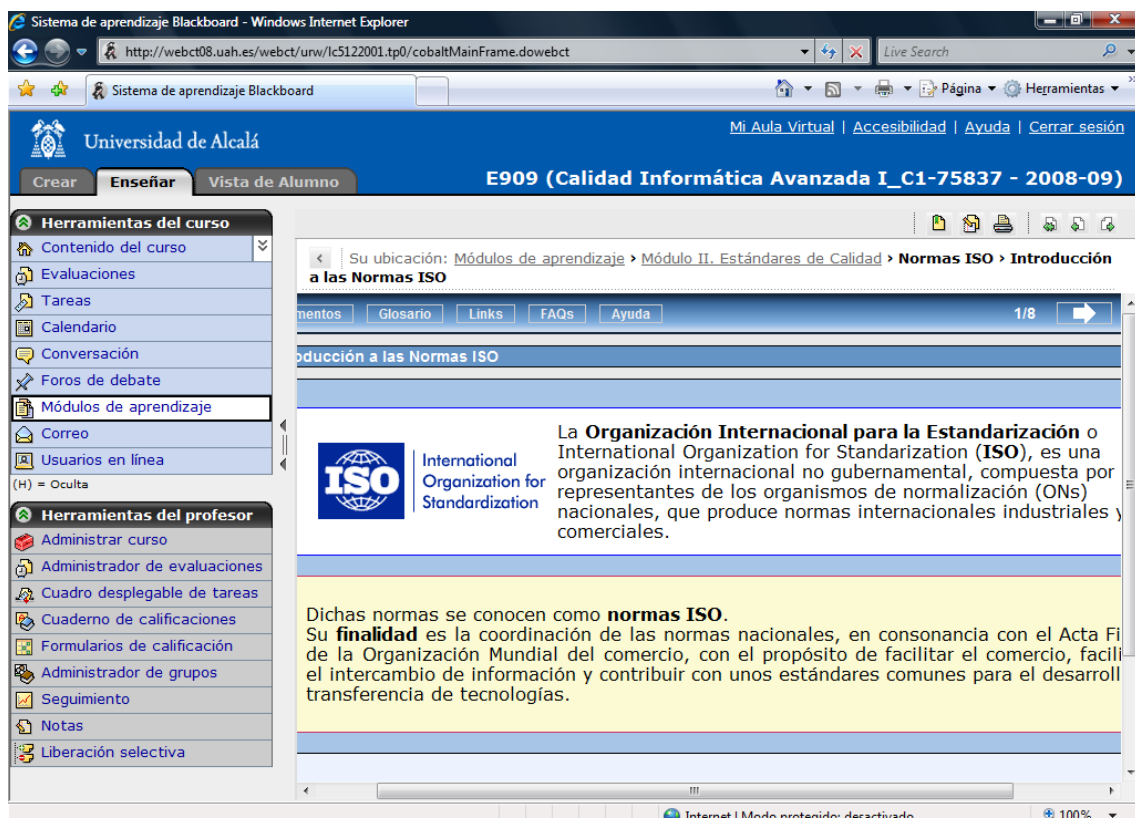 Sistema de aprendizaje Blackboard - Windows Internet Explorer
http://webct08.uah.es/webct/urw/lc5122001.tp0/cobaltMainFrame.dowebct
Live Search
Sistema de aprendizaje Blackboard
Página
Herramientas
Universidad de Alcalá
Mi Aula Virtual | Accesibilidad | Ayuda | Cerrar sesión
Crear
Enseñar
Vista de Alumno
E909 (Calidad Informática Avanzada I_C1-75837 - 2008-09)
Herramientas del curso
Contenido del curso
Evaluaciones
Tareas
Calendario
Conversación
Foros de debate
Módulos de aprendizaje
Correo
Usuarios en línea
(H) = Oculta
Herramientas del profesor
Administrar curso
Administrador de evaluaciones
Cuadro desplegable de tareas
Cuaderno de calificaciones
Formularios de calificación
Administrador de grupos
Seguimiento
Notas
Liberación selectiva
Su ubicación: Módulos de aprendizaje › Módulo II. Estándares de Calidad › Normas ISO › Introducción
a las Normas ISO
mentos
Glosario
Links
FAQs
Ayuda
1/8
oducción a las Normas ISO
ISO
International
Organization for
Standardization
La Organización Internacional para la Estandarización o
International Organization for Standarization (ISO), es una
organización internacional no gubernamental, compuesta por
representantes de los organismos de normalización (ONs)
nacionales, que produce normas internacionales industriales y
comerciales.
Dichas normas se conocen como normas ISO.
Su finalidad es la coordinación de las normas nacionales, en consonancia con el Acta Fi
de la Organización Mundial del comercio, con el propósito de facilitar el comercio, facili
el intercambio de información y contribuir con unos estándares comunes para el desarroll
transferencia de tecnologías.
Internet | Modo protegido: desactivado
100%